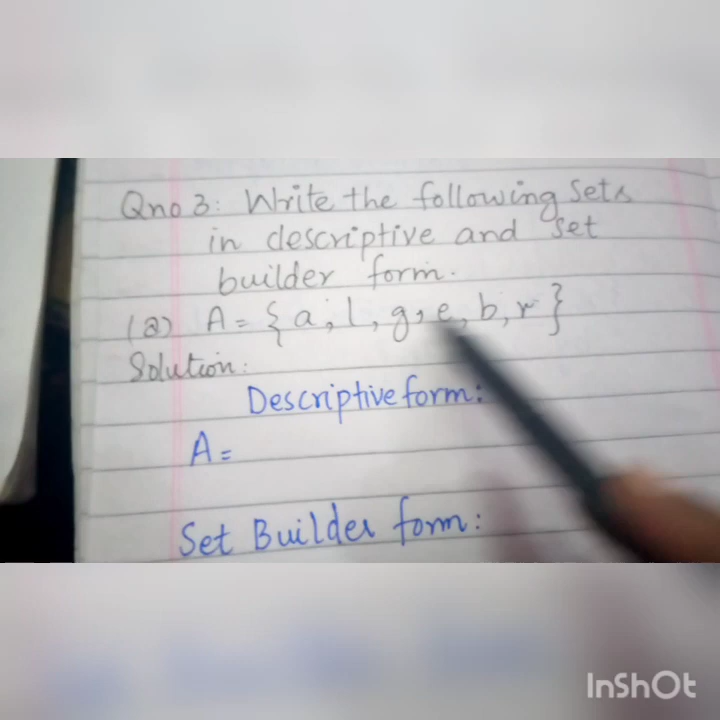 Qno 3: Write the following Sets
in descriptive and set
builder form.
(a) A = { a, l, g, e, b, r }
Solution:
Descriptive form:
A =
Set Builder form:
InShOt